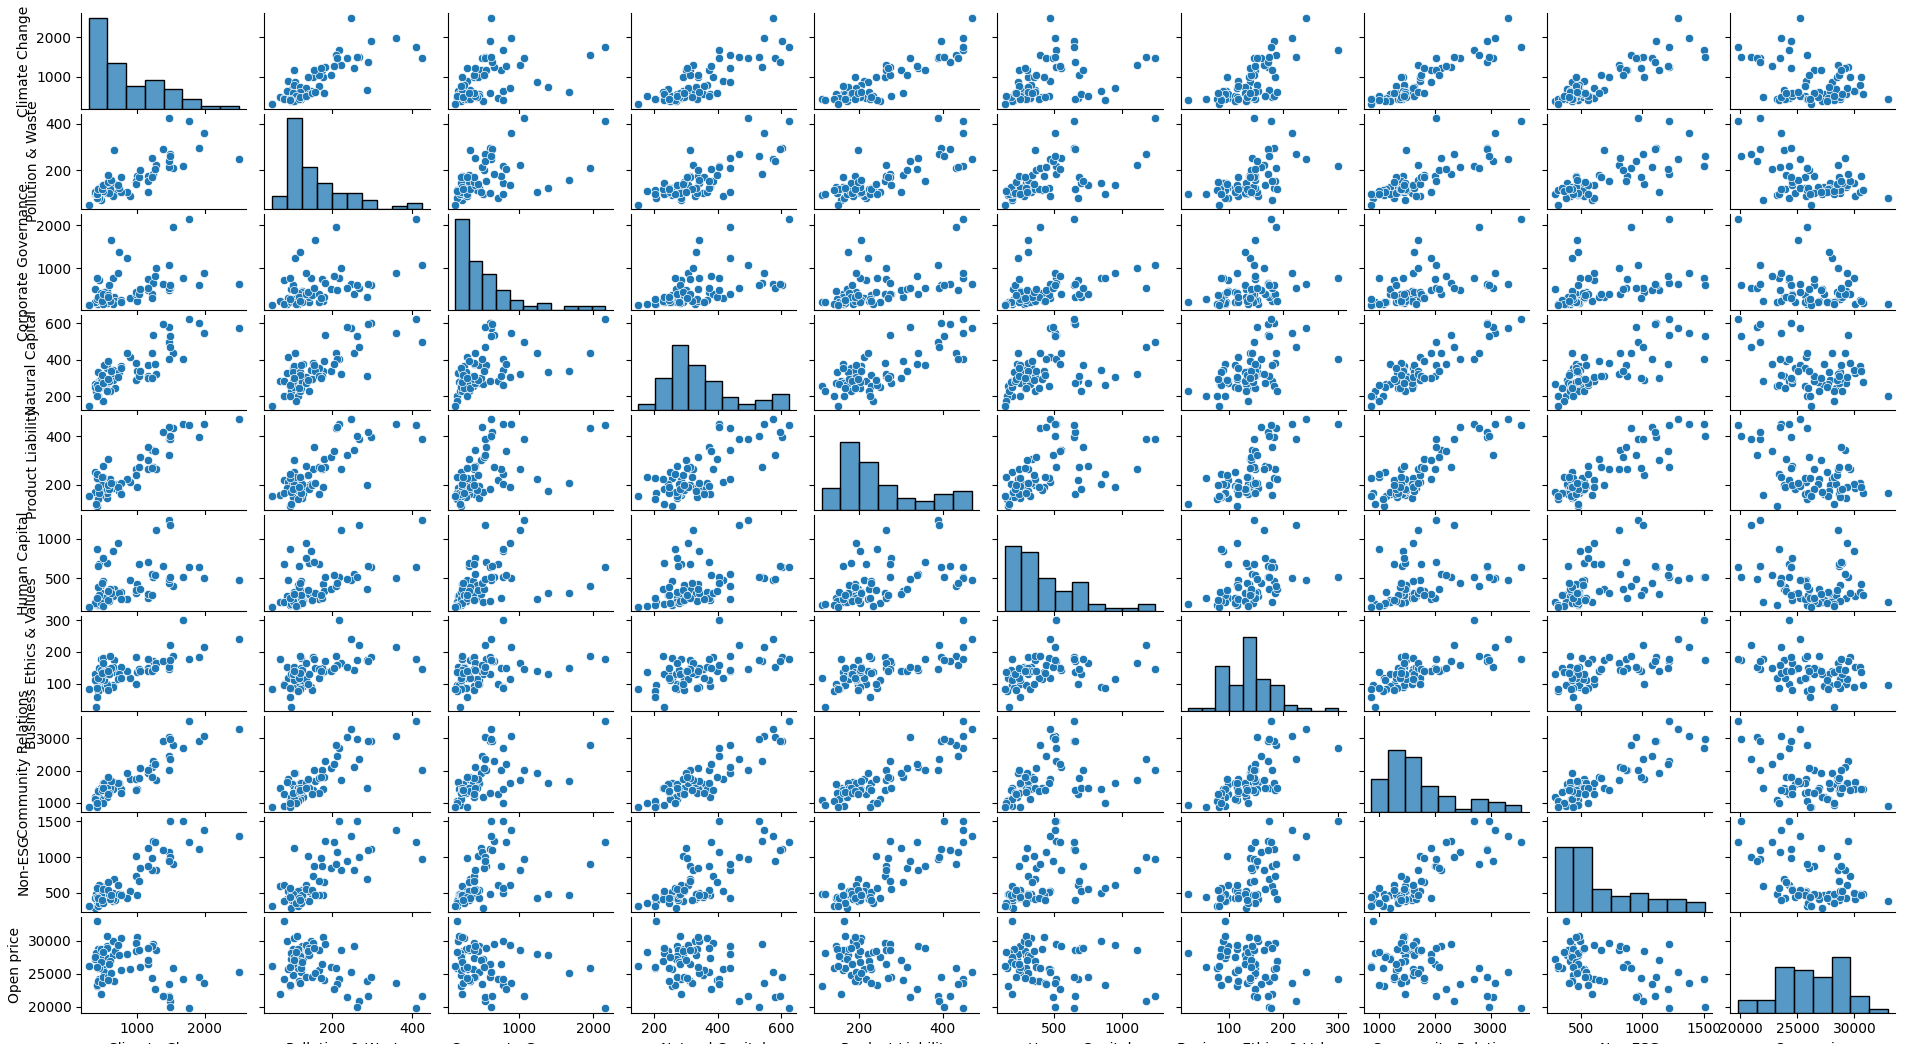 Climate Change
2000
1000
Pollution & Waste
400
200
Corporate Governance
2000
1000
Natural Capital
600
400
200
Product Liability
400
200
Human Capital
1000
500
Business Ethics & Values
300
200
100
Community Relations
3000
2000
1000
Non-ESG
1500
1000
500
Open price
30000
25000
20000
1000 2000 200 400 0 1000 2000 200 400 600 200 400 500 1000 100 200 300 1000 2000 3000 500 1000 1500 20000 25000 30000